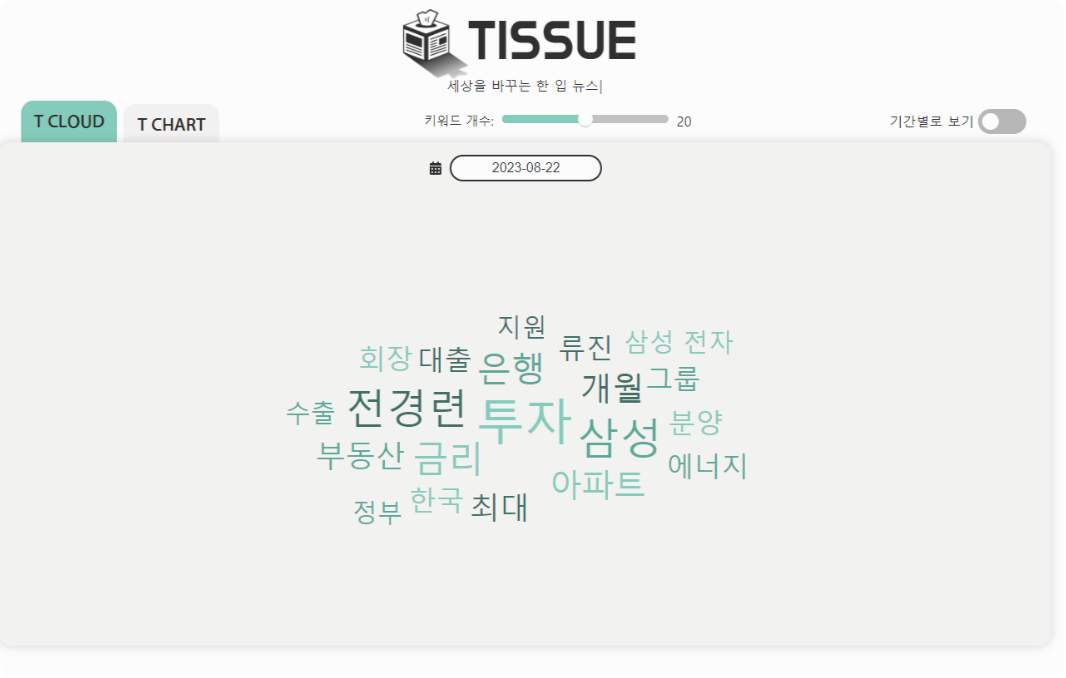 TISSUE
세상을 바꾸는 한 입 뉴스|
T CLOUD
T CHART
키워드 개수:
20
기간별로 보기
2023-08-22
지원
회장 대출 은행 류진 삼성 전자
개월 그룹
수출 전경련 투자 삼성 분양
부동산 금리 에너지
아파트
정부 한국 최대